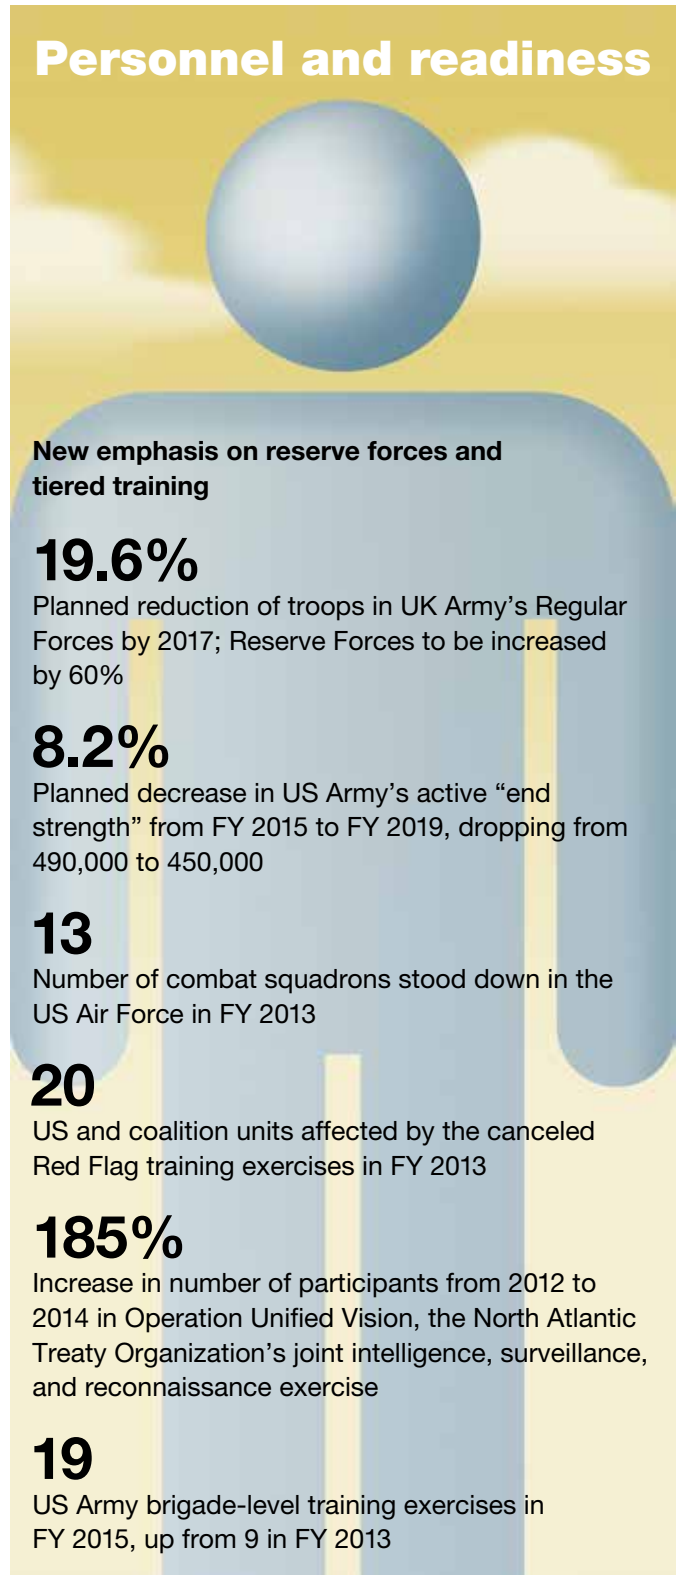 Personnel and readiness
New emphasis on reserve forces and
tiered training
19.6%
Planned reduction of troops in UK Army’s Regular
Forces by 2017; Reserve Forces to be increased
by 60%
8.2%
Planned decrease in US Army’s active “end
strength” from FY 2015 to FY 2019, dropping from
490,000 to 450,000
13
Number of combat squadrons stood down in the
US Air Force in FY 2013
20
US and coalition units affected by the canceled
Red Flag training exercises in FY 2013
185%
Increase in number of participants from 2012 to
2014 in Operation Unified Vision, the North Atlantic
Treaty Organization’s joint intelligence, surveillance,
and reconnaissance exercise
19
US Army brigade-level training exercises in
FY 2015, up from 9 in FY 2013